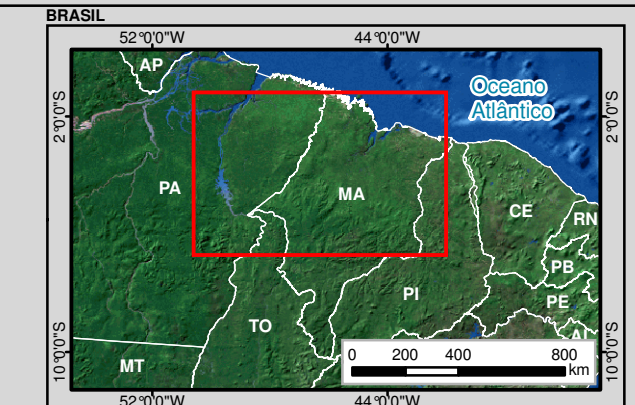 BRASIL
52°0'0"W 44°0'0"W
AP
Oceano
Atlântico
2°0'0"S 2°0'0"S
PA
MA
CE
RN
PB
PI
PE
TO
AL
MT
0 200 400 800
km
10°0'0"S 10°0'0"S
52°0'0"W 44°0'0"W